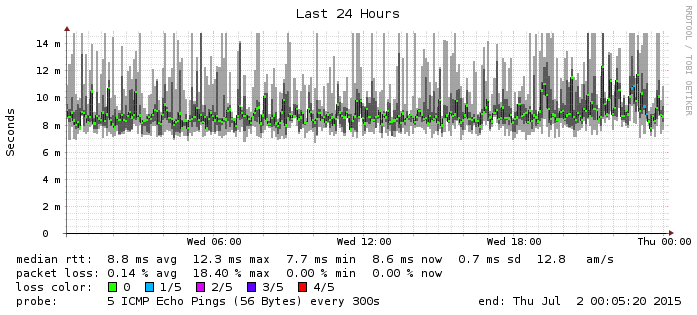 Last 24 Hours
RRDTOOL / TOBI OETIKER
Seconds
14 m
12 m
10 m
8 m
6 m
4 m
2 m
0
Wed 06:00 Wed 12:00 Wed 18:00 Thu 00:00
median rtt: 8.8 ms avg 12.3 ms max 7.7 ms min 8.6 ms now 0.7 ms sd 12.8 am/s
packet loss: 0.14 % avg 18.40 % max 0.00 % min 0.00 % now
loss color: 0 1/5 2/5 3/5 4/5
probe: 5 ICMP Echo Pings (56 Bytes) every 300s end: Thu Jul 2 00:05:20 2015